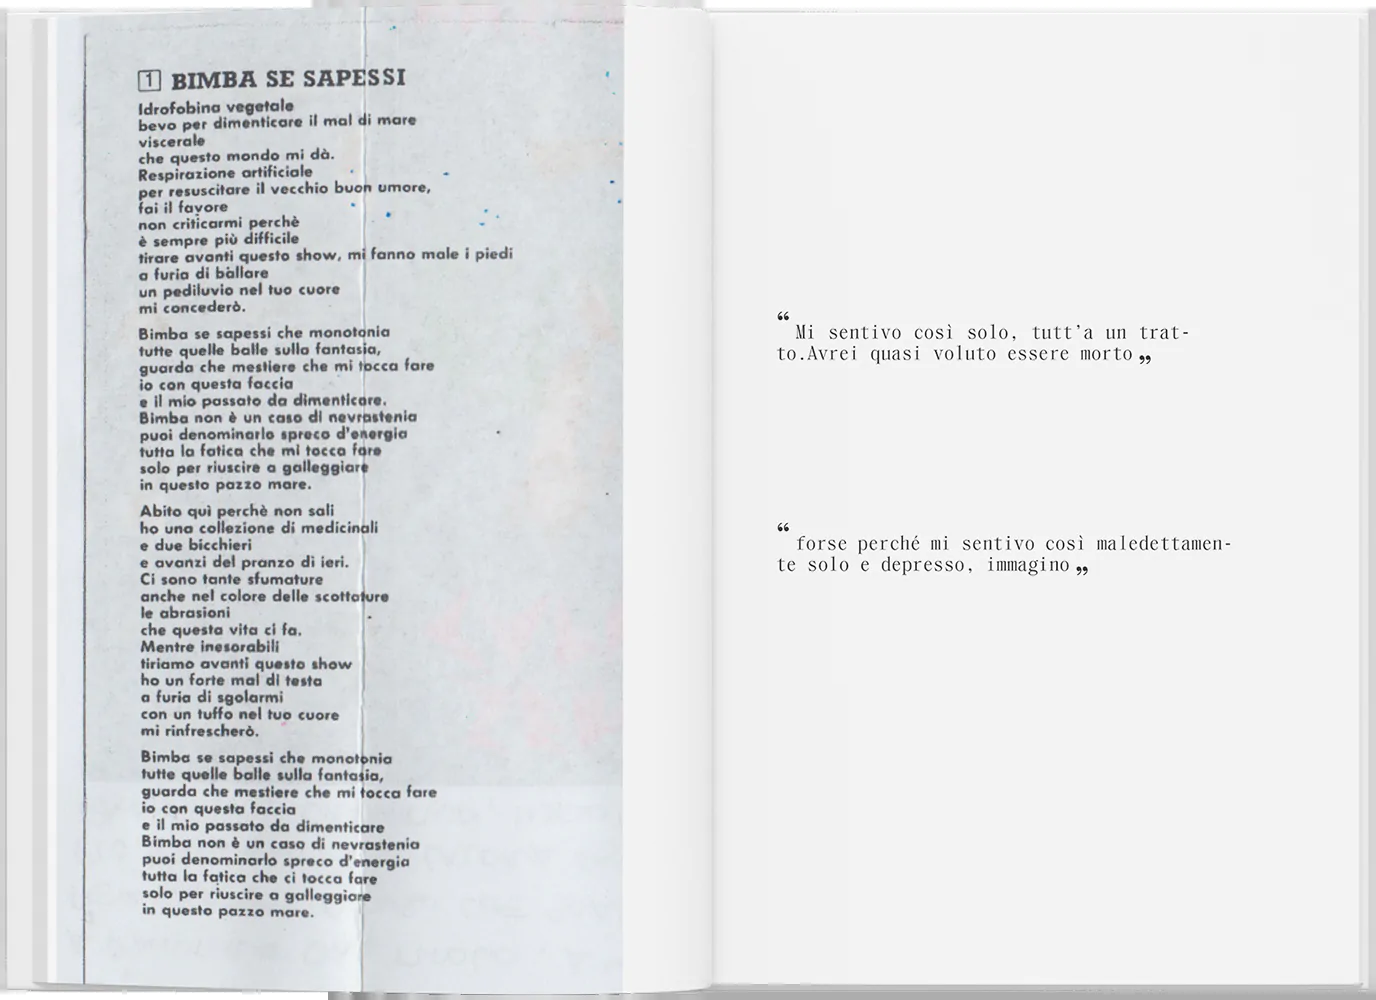 1 BIMBA SE SAPESSI
Idrofobina vegetale
bevo per dimenticare il mal di mare
viscerale
che questo mondo mi dà.
Respirazione artificiale
per resuscitare il vecchio buon umore,
fai il favore
non criticarmi perchè
è sempre più difficile
tirare avanti questo show, mi fanno male i piedi
a furia di ballare
un pediluvio nel tuo cuore
mi concederò.
Bimba se sapessi che monotonia
tutte quelle balle sulla fantasia,
guarda che mestiere che mi tocca fare
io con questa faccia
e il mio passato da dimenticare.
Bimba non è un caso di nevrastenia
puoi denominarlo spreco d'energia
tutta la fatica che mi tocca fare
solo per riuscire a galleggiare
in questo pazzo mare.
Abito quì perchè non sali
ho una collezione di medicinali
e due bicchieri
e avanzi del pranzo di ieri.
Ci sono tante sfumature
anche nel colore delle scottature
le abrasioni
che questa vita ci fa.
Mentre inesorabili
tiriamo avanti questo show
ho un forte mal di testa
a furia di sgolarmi
con un tuffo nel tuo cuore
mi rinfrescherò.
Bimba se sapessi che monotonia
tutte quelle balle sulla fantasia,
guarda che mestiere che mi tocca fare
io con questa faccia
e il mio passato da dimenticare
Bimba non è un caso di nevrastenia
puoi denominarlo spreco d'energia
tutta la fatica che ci tocca fare
solo per riuscire a galleggiare
in questo pazzo mare.
“Mi sentivo così solo, tutt'a un trat-
to.Avrei quasi voluto essere morto„
“forse perché mi sentivo così maledettamen-
te solo e depresso, immagino„